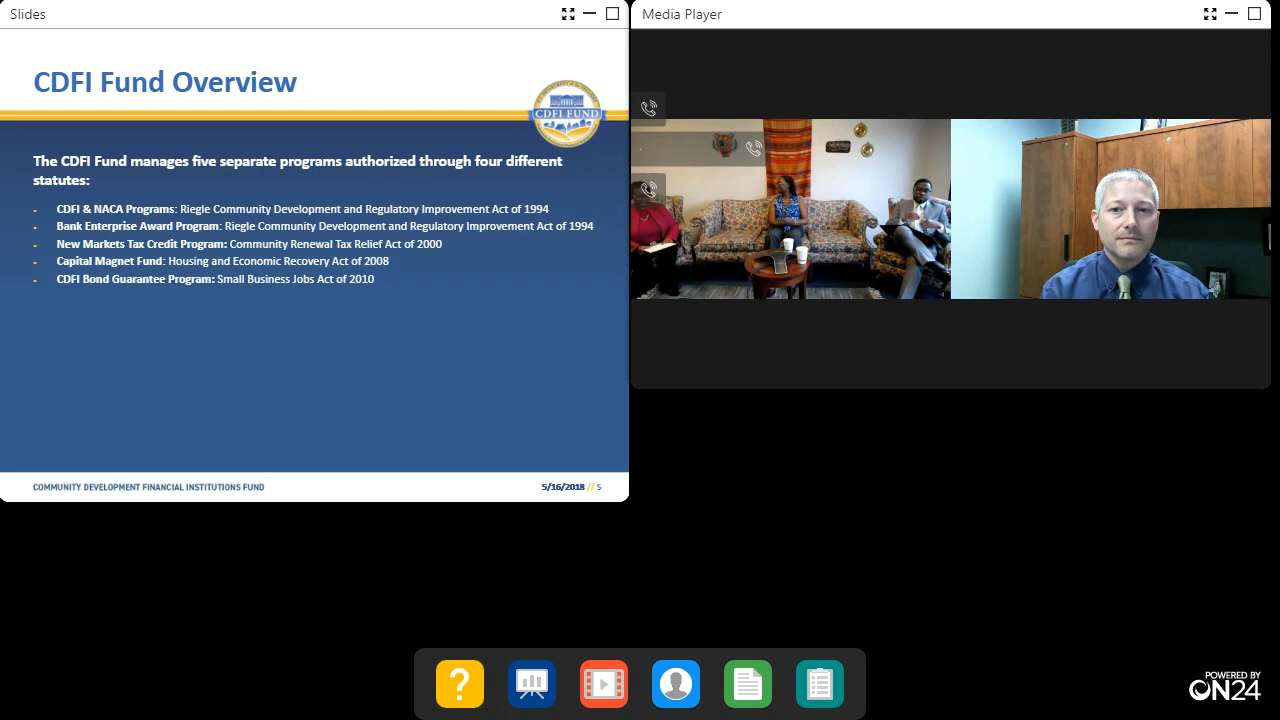 Slides
Media Player
CDFI Fund Overview
CDFI FUND
The CDFI Fund manages five separate programs authorized through four different
statutes:
- CDFI & NACA Programs: Riegle Community Development and Regulatory Improvement Act of 1994
- Bank Enterprise Award Program: Riegle Community Development and Regulatory Improvement Act of 1994
- New Markets Tax Credit Program: Community Renewal Tax Relief Act of 2000
- Capital Magnet Fund: Housing and Economic Recovery Act of 2008
- CDFI Bond Guarantee Program: Small Business Jobs Act of 2010
COMMUNITY DEVELOPMENT FINANCIAL INSTITUTIONS FUND
5/16/2018 // 5
?
POWERED BY
ON24